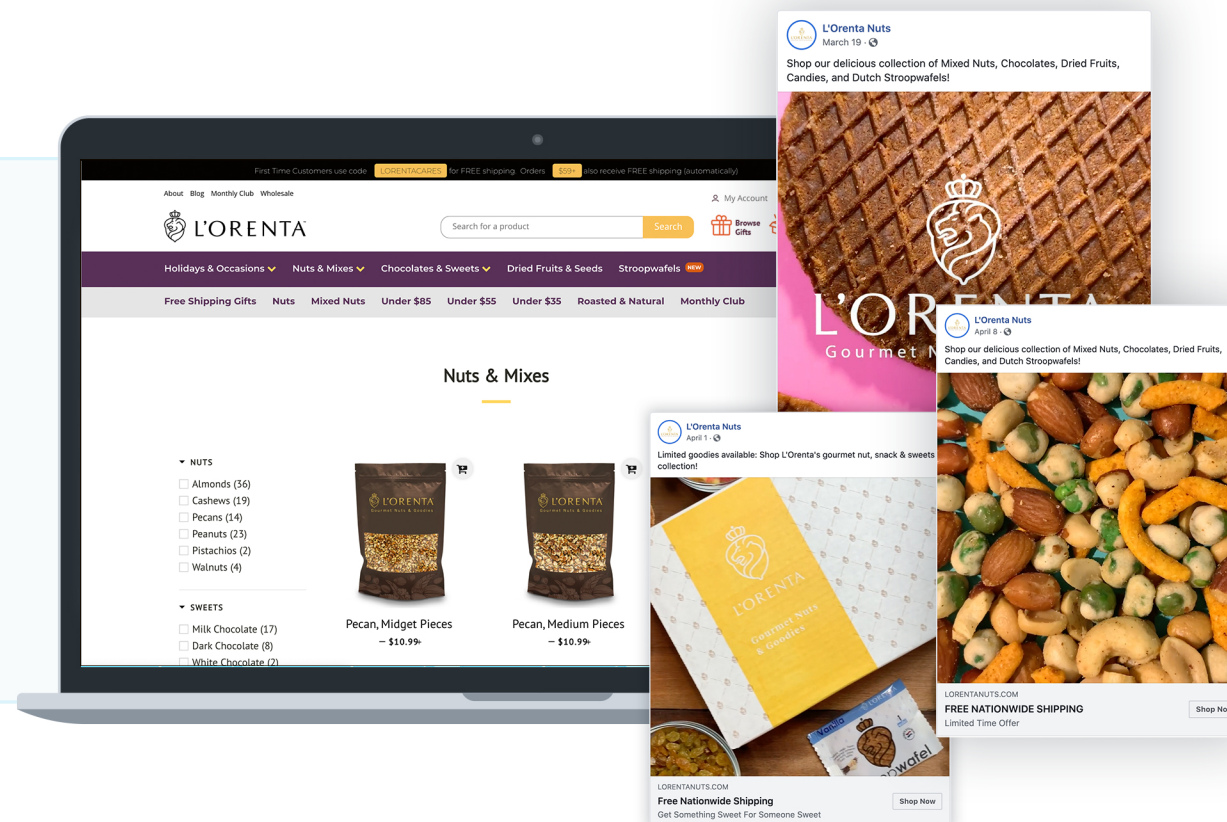 First Time Customers use code LORENTACARES for FREE shipping. Orders $59+ also receive FREE shipping (automatically)
About Blog Monthly Club Wholesale
My Account
L'ORENTA
Search for a product Search
Browse
Gifts
Holidays & Occasions Nuts & Mixes Chocolates & Sweets Dried Fruits & Seeds Stroopwafels NEW
Free Shipping Gifts Nuts Mixed Nuts Under $85 Under $55 Under $35 Roasted & Natural Monthly Club
Nuts & Mixes
NUTS
Almonds (36)
Cashews (19)
Pecans (14)
Peanuts (23)
Pistachios (2)
Walnuts (4)
SWEETS
Milk Chocolate (17)
Dark Chocolate (8)
White Chocolate (2)
L'ORENTA
Gourmet Nuts & Goodies
Pecan, Midget Pieces
— $10.99+
L'ORENTA
Gourmet Nuts & Goodies
Pecan, Medium Pieces
— $10.99+
L'Orenta Nuts
March 19 ·
Shop our delicious collection of Mixed Nuts, Chocolates, Dried Fruits,
Candies, and Dutch Stroopwafels!
L'ORENTA
Gourmet N
L'Orenta Nuts
April 1 ·
Limited goodies available: Shop L'Orenta's gourmet nut, snack & sweets
collection!
L'ORENTA
Gourmet Nuts
& Goodies
Vanilla
opwafel
LORENTANUTS.COM
Free Nationwide Shipping
Get Something Sweet For Someone Sweet
Shop Now
L'Orenta Nuts
April 8 ·
Shop our delicious collection of Mixed Nuts, Chocolates, Dried Fruits,
Candies, and Dutch Stroopwafels!
LORENTANUTS.COM
FREE NATIONWIDE SHIPPING
Limited Time Offer
Shop No